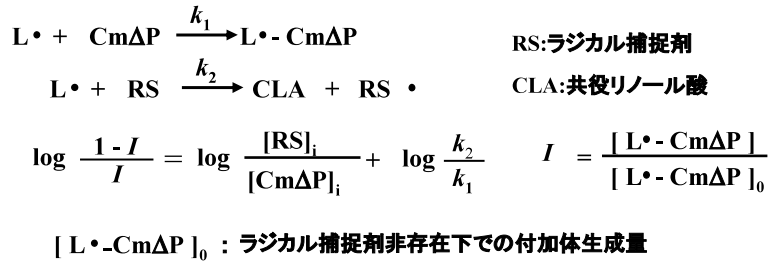 L• + CmΔP k₁→ L•- CmΔP
RS:ラジカル捕捉剤
L• + RS k₂→ CLA + RS •
CLA:共役リノール酸
log (1 - I)/I = log [RS]ᵢ/[CmΔP]ᵢ + log k₂/k₁ I = [ L•- CmΔP ]/[ L•- CmΔP ]₀
[ L•-CmΔP ]₀ : ラジカル捕捉剤非存在下での付加体生成量